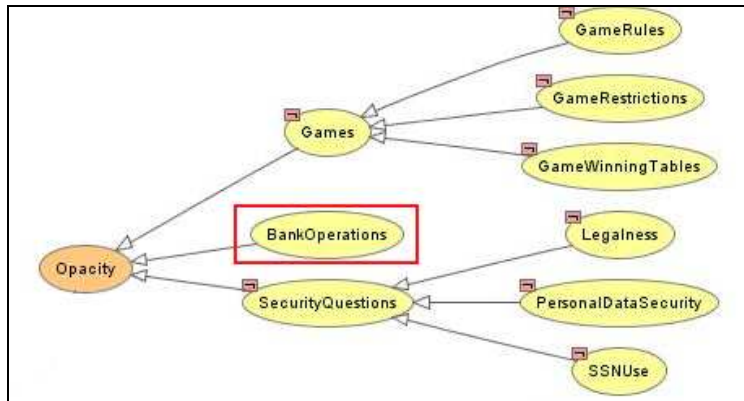 GameRules
GameRestrictions
Games
GameWinningTables
BankOperations
Legalness
Opacity
SecurityQuestions
PersonalDataSecurity
SSNUse